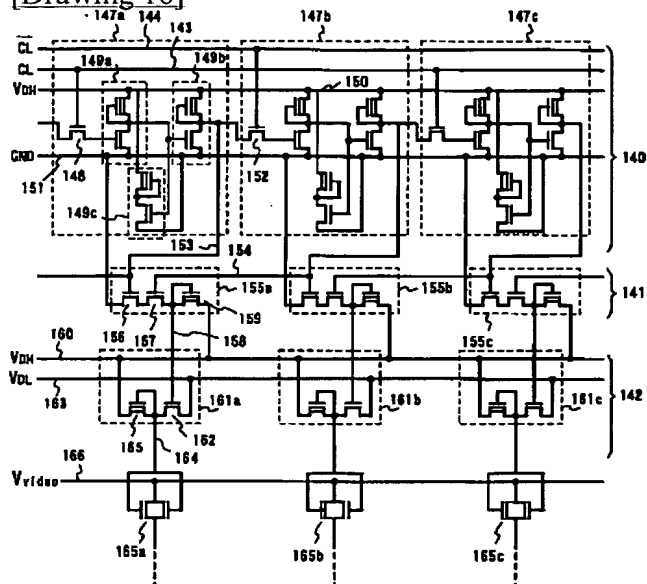 [Drawing 10]
147a 144 143 147b 147c
CL
CL
149a 149b
VDH 150
148 152
GND 140
151
149c
153
154
155a 155b 141
159
156 157 158 155c
160
VDH
VDL
163 161a 161b 161c 142
165 162
164
166
Vvideo
165a 165b 165c